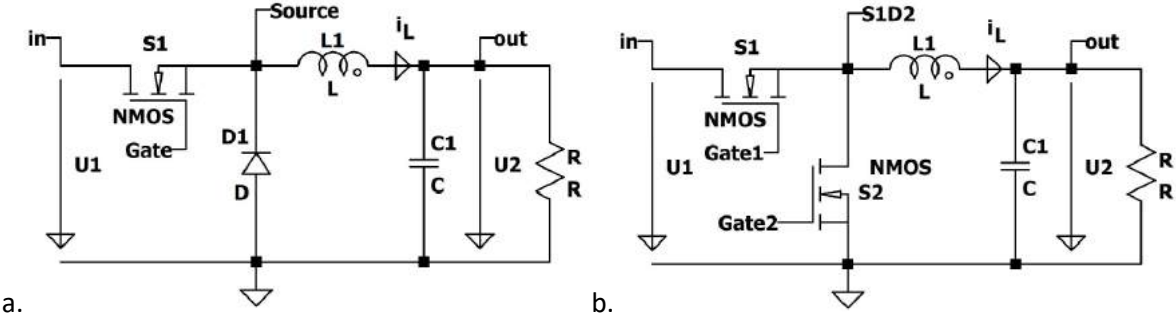 Source
in
S1
L1
iL
out
L
NMOS
Gate
D1
D
U1
C1
C
U2
R
R
a.
S1D2
in
S1
L1
iL
out
L
NMOS
Gate1
NMOS
S2
Gate2
U1
C1
C
U2
R
R
b.